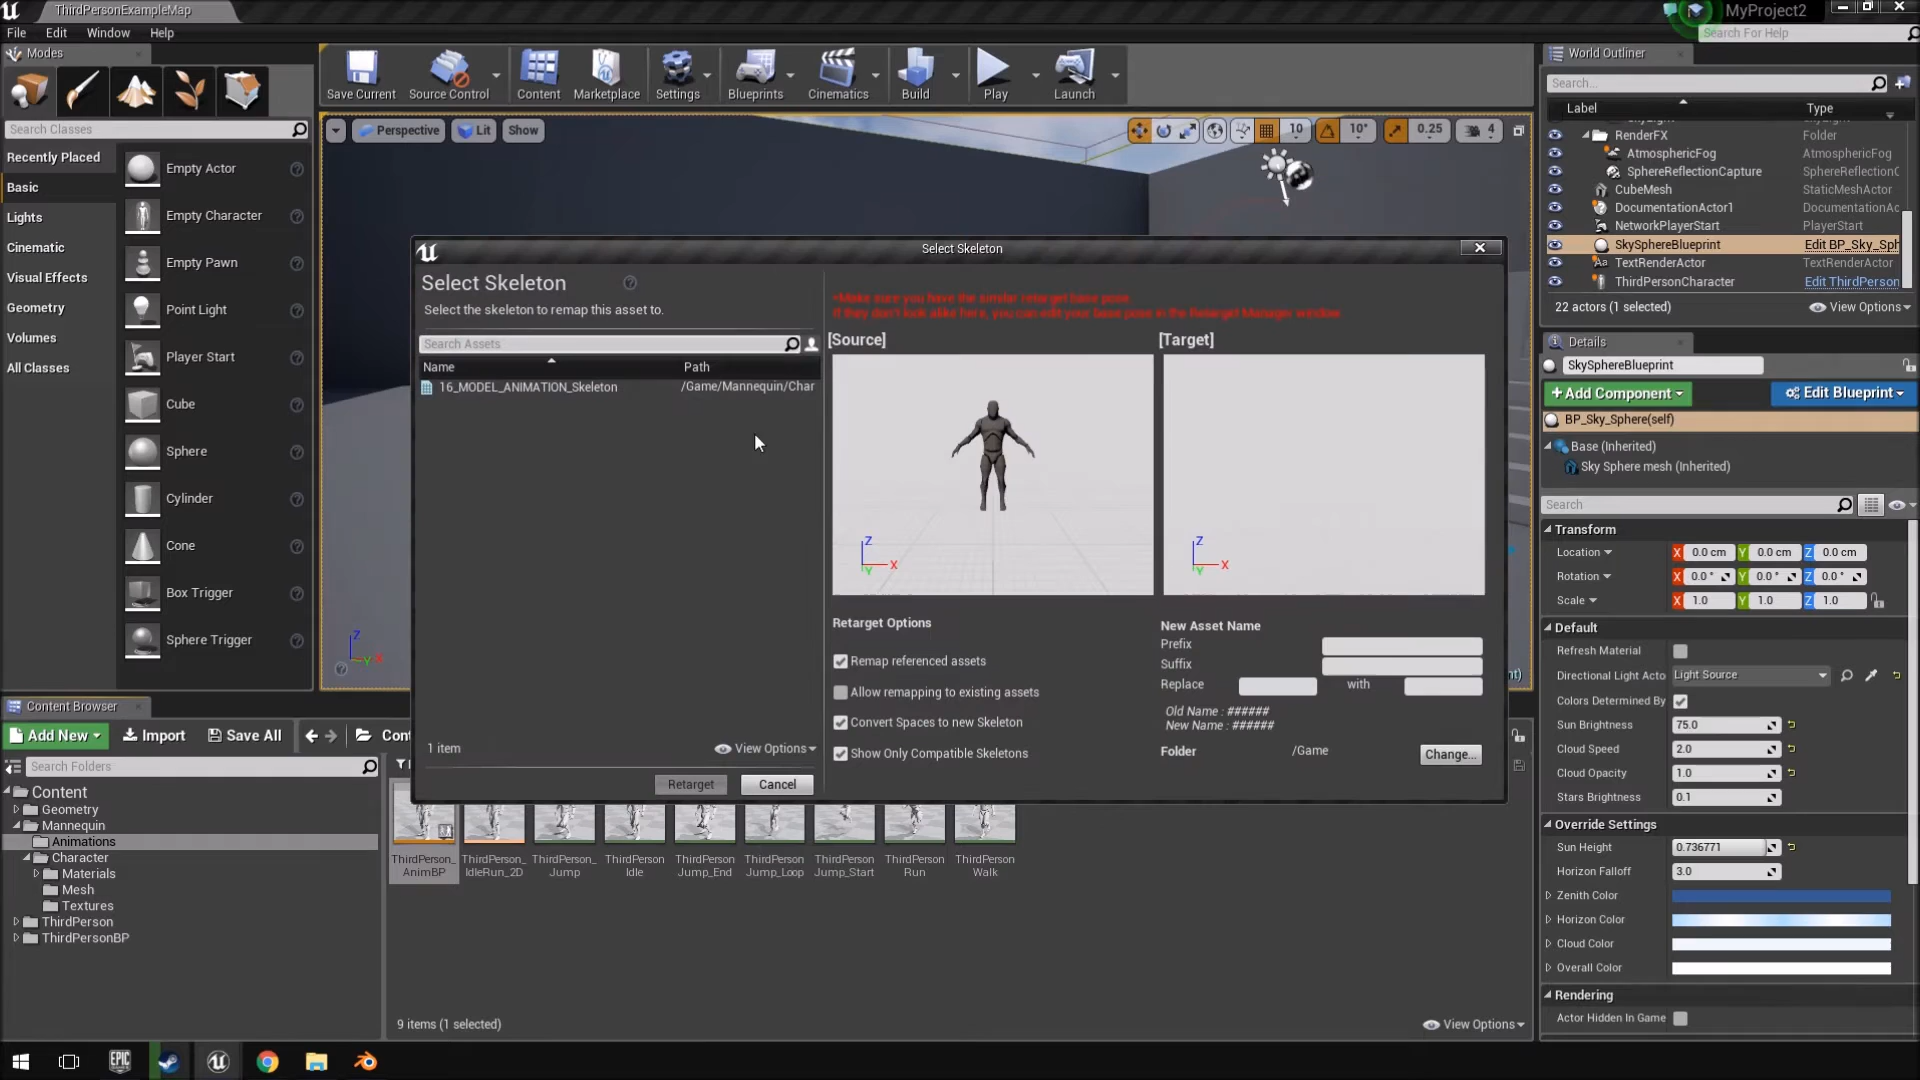 ThirdPersonExampleMap
MyProject2
File Edit Window Help
Search For Help
Modes
Save Current
Source Control
Content
Marketplace
Settings
Blueprints
Cinematics
Build
Play
Launch
World Outliner
Search...
Label Type
Search Classes
Perspective
Lit
Show
10
10°
0.25
4
RenderFX Folder
AtmosphericFog AtmosphericFog
SphereReflectionCapture SphereReflectionC
CubeMesh StaticMeshActor
DocumentationActor1 DocumentationAc
NetworkPlayerStart PlayerStart
SkySphereBlueprint Edit BP_Sky_Sph
TextRenderActor TextRenderActor
ThirdPersonCharacter Edit ThirdPerson
22 actors (1 selected)
View Options
Recently Placed
Basic
Lights
Cinematic
Visual Effects
Geometry
Volumes
All Classes
Empty Actor
Empty Character
Empty Pawn
Point Light
Player Start
Cube
Sphere
Cylinder
Cone
Box Trigger
Sphere Trigger
Select Skeleton
Select Skeleton
Select the skeleton to remap this asset to.
Search Assets
Name Path
16_MODEL_ANIMATION_Skeleton /Game/Mannequin/Char
1 item
View Options
Retarget
Cancel
*Make sure you have the similar retarget base pose.
If they don't look alike here, you can edit your base pose in the Retarget Manager window.
[Source]
[Target]
Z
X
Y
Z
X
Y
Retarget Options
Remap referenced assets
Allow remapping to existing assets
Convert Spaces to new Skeleton
Show Only Compatible Skeletons
New Asset Name
Prefix
Suffix
Replace with
Old Name : ######
New Name : ######
Folder /Game
Change...
Z
Y X
nt)
Details
SkySphereBlueprint
+Add Component
Edit Blueprint
BP_Sky_Sphere(self)
Base (Inherited)
Sky Sphere mesh (Inherited)
Search
Transform
Location X 0.0 cm Y 0.0 cm Z 0.0 cm
Rotation X 0.0 ° Y 0.0 ° Z 0.0 °
Scale X 1.0 Y 1.0 Z 1.0
Default
Refresh Material
Directional Light Acto Light Source
Colors Determined By
Sun Brightness 75.0
Cloud Speed 2.0
Cloud Opacity 1.0
Stars Brightness 0.1
Override Settings
Sun Height 0.736771
Horizon Falloff 3.0
Zenith Color
Horizon Color
Cloud Color
Overall Color
Rendering
Actor Hidden In Game
Content Browser
Add New
Import
Save All
Cont
Search Folders
Content
Geometry
Mannequin
Animations
Character
Materials
Mesh
Textures
ThirdPerson
ThirdPersonBP
ThirdPerson_
AnimBP
ThirdPerson_
IdleRun_2D
ThirdPerson_
Jump
ThirdPerson
Idle
ThirdPerson
Jump_End
ThirdPerson
Jump_Loop
ThirdPerson
Jump_Start
ThirdPerson
Run
ThirdPerson
Walk
9 items (1 selected)
View Options
EPIC